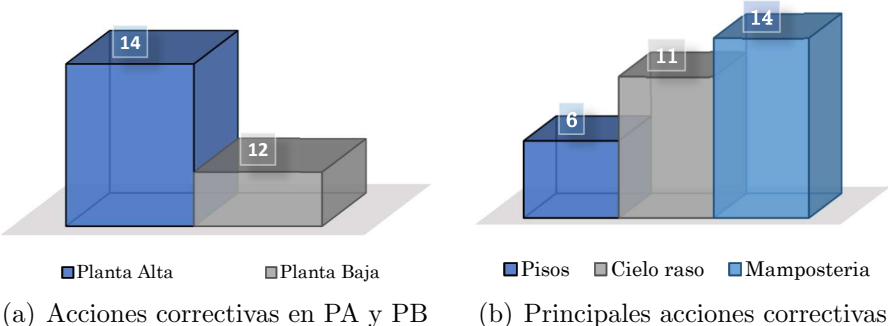 14
12
Planta Alta
Planta Baja
(a) Acciones correctivas en PA y PB
6
11
14
Pisos
Cielo raso
Mamposteria
(b) Principales acciones correctivas